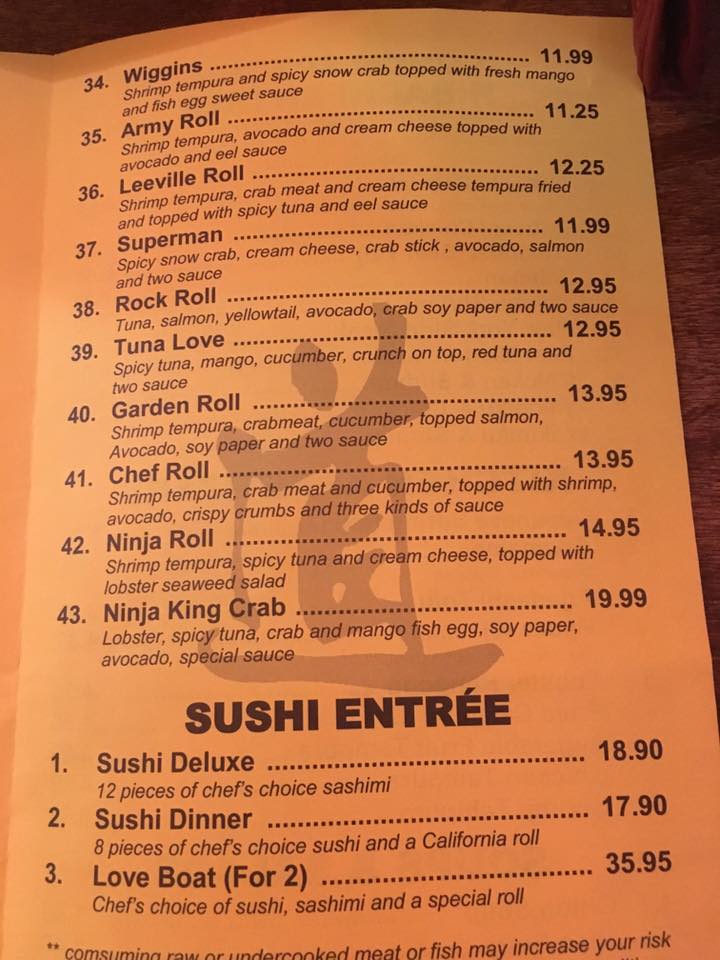 34. Wiggins ........................................................ 11.99
Shrimp tempura and spicy snow crab topped with fresh mango
and fish egg sweet sauce
35. Army Roll ..................................................... 11.25
Shrimp tempura, avocado and cream cheese topped with
avocado and eel sauce
36. Leeville Roll .................................................. 12.25
Shrimp tempura, crab meat and cream cheese tempura fried
and topped with spicy tuna and eel sauce
37. Superman ..................................................... 11.99
Spicy snow crab, cream cheese, crab stick , avocado, salmon
and two sauce
38. Rock Roll ...................................................... 12.95
Tuna, salmon, yellowtail, avocado, crab soy paper and two sauce
39. Tuna Love ..................................................... 12.95
Spicy tuna, mango, cucumber, crunch on top, red tuna and
two sauce
40. Garden Roll .................................................. 13.95
Shrimp tempura, crabmeat, cucumber, topped salmon,
Avocado, soy paper and two sauce
41. Chef Roll ...................................................... 13.95
Shrimp tempura, crab meat and cucumber, topped with shrimp,
avocado, crispy crumbs and three kinds of sauce
42. Ninja Roll ..................................................... 14.95
Shrimp tempura, spicy tuna and cream cheese, topped with
lobster seaweed salad
43. Ninja King Crab ........................................... 19.99
Lobster, spicy tuna, crab and mango fish egg, soy paper,
avocado, special sauce
SUSHI ENTRÉE
1. Sushi Deluxe ................................................ 18.90
12 pieces of chef's choice sashimi
2. Sushi Dinner ................................................. 17.90
8 pieces of chef's choice sushi and a California roll
3. Love Boat (For 2) .......................................... 35.95
Chef's choice of sushi, sashimi and a special roll
** comsuming raw or undercooked meat or fish may increase your risk